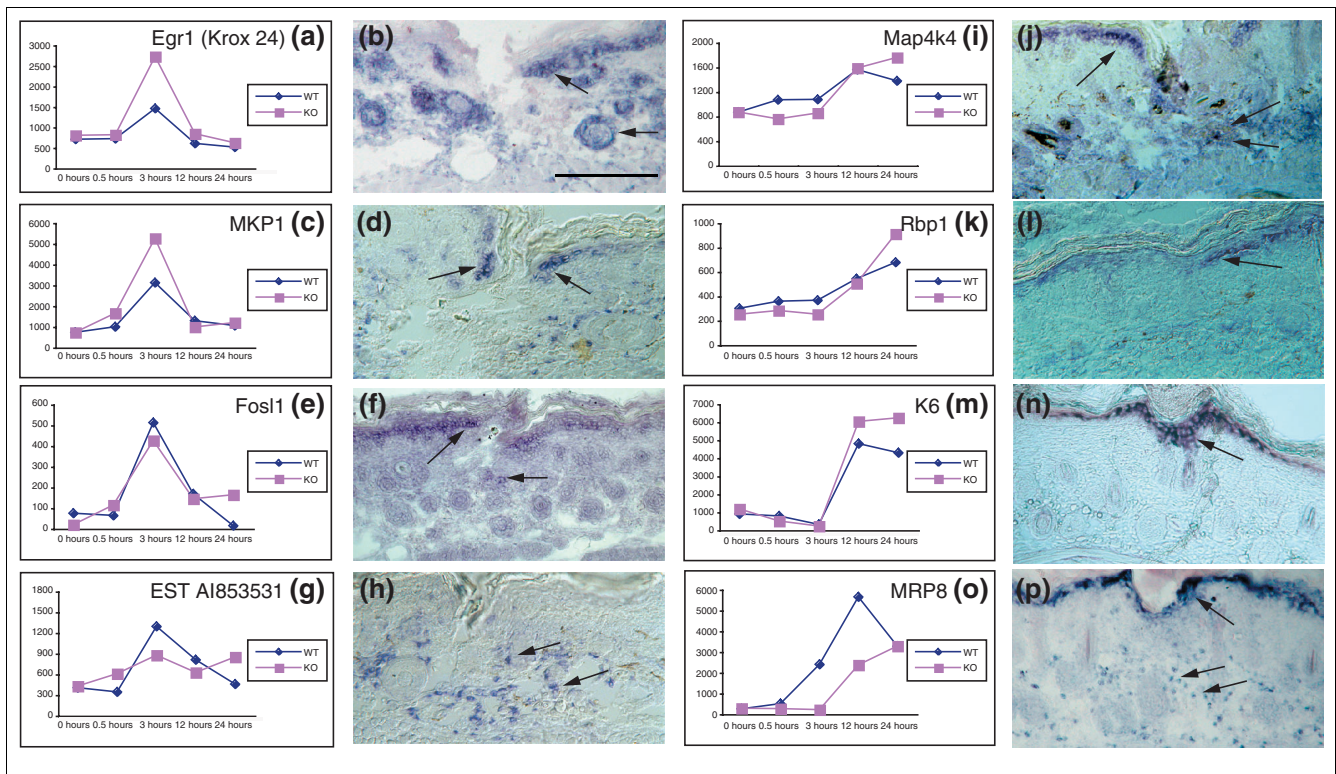 Egr1 (Krox 24) (a)
3000
2500
2000
1500
1000
500
0
0 hours 0.5 hours 3 hours 12 hours 24 hours
WT
KO
(b)
Map4k4 (i)
2000
1600
1200
800
400
0
0 hours 0.5 hours 3 hours 12 hours 24 hours
WT
KO
(j)
MKP1 (c)
6000
5000
4000
3000
2000
1000
0
0 hours 0.5 hours 3 hours 12 hours 24 hours
WT
KO
(d)
Rbp1 (k)
1000
800
600
400
200
0
0 hours 0.5 hours 3 hours 12 hours 24 hours
WT
KO
(l)
Fosl1 (e)
600
500
400
300
200
100
0
0 hours 0.5 hours 3 hours 12 hours 24 hours
WT
KO
(f)
K6 (m)
7000
6000
5000
4000
3000
2000
1000
0
0 hours 0.5 hours 3 hours 12 hours 24 hours
WT
KO
(n)
EST AI853531 (g)
1800
1500
1200
900
600
300
0
0 hours 0.5 hours 3 hours 12 hours 24 hours
WT
KO
(h)
MRP8 (o)
6000
5000
4000
3000
2000
1000
0
0 hours 0.5 hours 3 hours 12 hours 24 hours
WT
KO
(p)